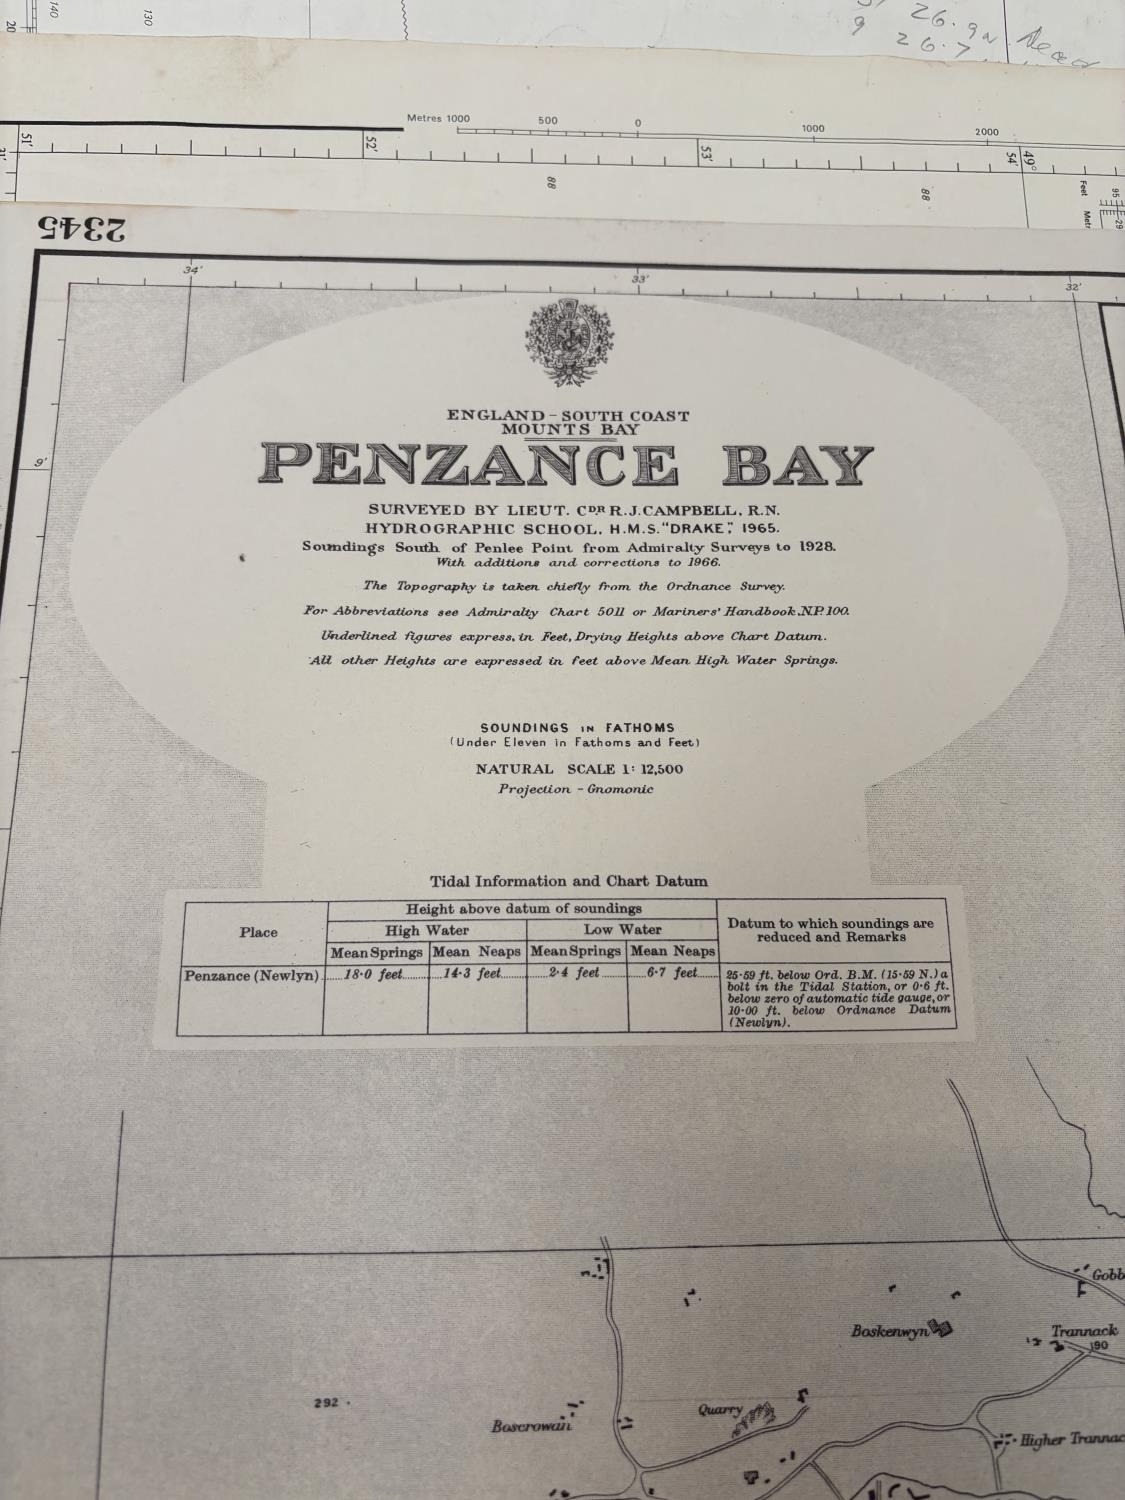 140
130
20
9
26.9
26.7
Metres 1000 500 0 1000 2000
51' 52' 53' 54' 49°
88 88
Feet
Metr
95
29
2345
34' 33' 32'
ENGLAND – SOUTH COAST
MOUNTS BAY
PENZANCE BAY
9'
SURVEYED BY LIEUT. CDR R.J.CAMPBELL, R.N.
HYDROGRAPHIC SCHOOL, H.M.S."DRAKE", 1965.
Soundings South of Penlee Point from Admiralty Surveys to 1928.
With additions and corrections to 1966.
The Topography is taken chiefly from the Ordnance Survey.
For Abbreviations see Admiralty Chart 5011 or Mariners' Handbook,N.P.100.
Underlined figures express, in Feet, Drying Heights above Chart Datum.
All other Heights are expressed in feet above Mean High Water Springs.
SOUNDINGS IN FATHOMS
(Under Eleven in Fathoms and Feet)
NATURAL SCALE 1: 12,500
Projection – Gnomonic
Tidal Information and Chart Datum
Place
Height above datum of soundings
High Water Low Water
Mean Springs Mean Neaps Mean Springs Mean Neaps
Datum to which soundings are
reduced and Remarks
Penzance (Newlyn) 18·0 feet 14·3 feet 2·4 feet 6·7 feet
25·59 ft. below Ord. B.M. (15·59 N.) a
bolt in the Tidal Station, or 0·6 ft.
below zero of automatic tide gauge, or
10·00 ft. below Ordnance Datum
(Newlyn).
Gobb
Boskenwyn
Trannack
190
292
Quarry
Boscrowan
Higher Trannac